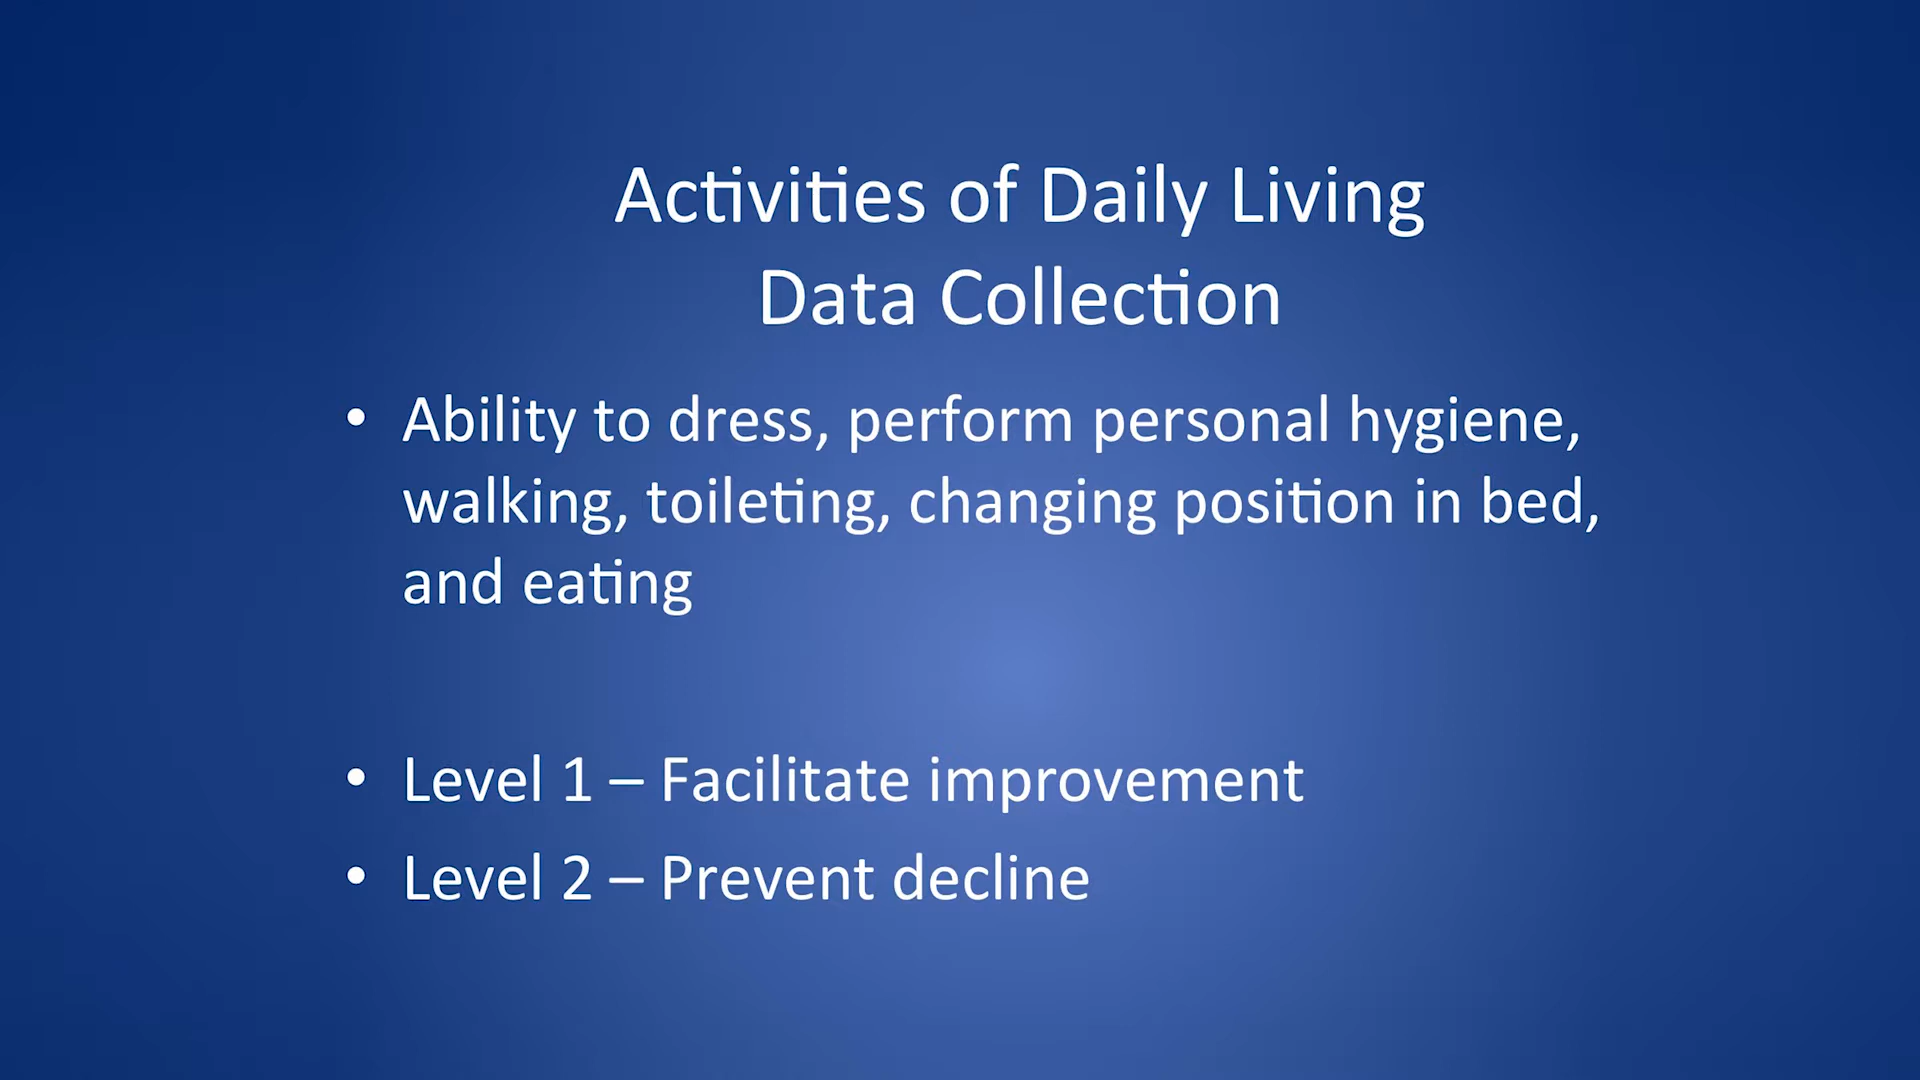 Activities of Daily Living
Data Collection
• Ability to dress, perform personal hygiene,
walking, toileting, changing position in bed,
and eating
• Level 1 – Facilitate improvement
• Level 2 – Prevent decline